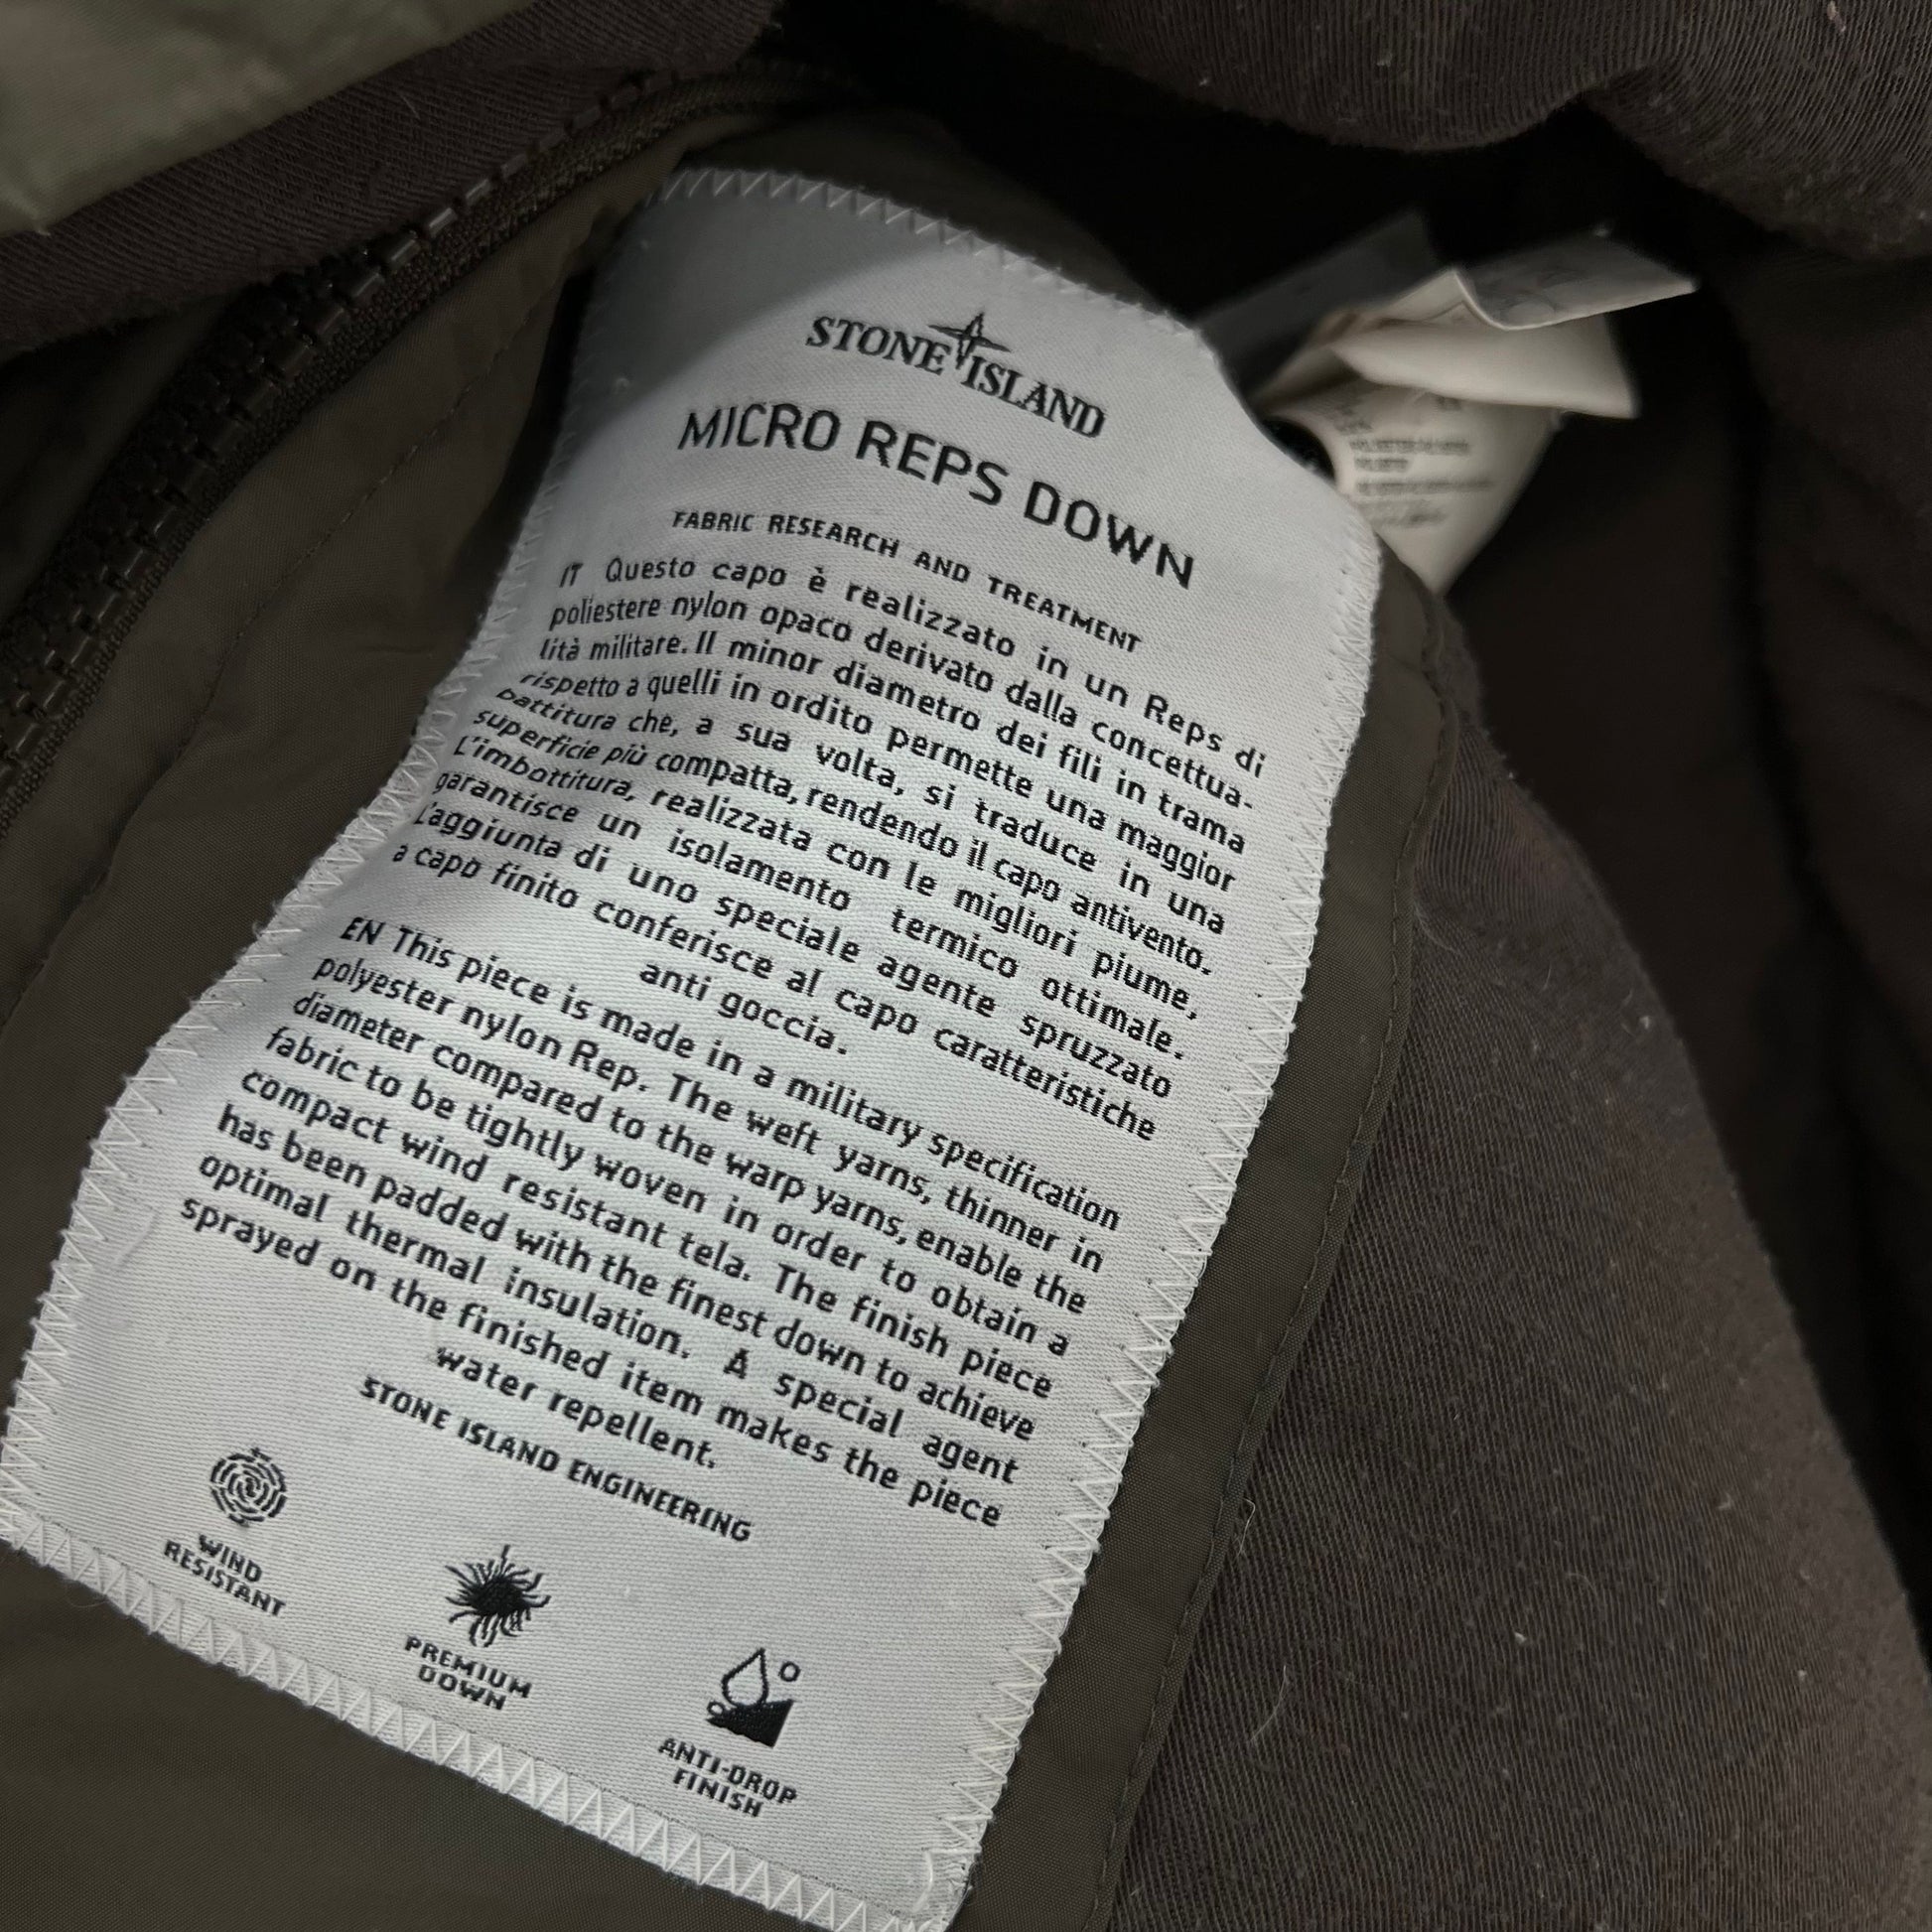 STONE ISLAND
MICRO REPS DOWN
FABRIC RESEARCH AND TREATMENT
IT Questo capo è realizzato in un Reps di
poliestere nylon opaco derivato dalla concettua-
lità militare. Il minor diametro dei fili in trama
rispetto a quelli in ordito permette una maggior
battitura che, a sua volta, si traduce in una
superficie più compatta, rendendo il capo antivento.
L'imbottitura, realizzata con le migliori piume,
garantisce un isolamento termico ottimale.
L'aggiunta di uno speciale agente spruzzato
a capo finito conferisce al capo caratteristiche
anti goccia.
EN This piece is made in a military specification
polyester nylon Rep. The weft yarns, thinner in
diameter compared to the warp yarns, enable the
fabric to be tightly woven in order to obtain a
compact wind resistant tela. The finish piece
has been padded with the finest down to achieve
optimal thermal insulation. A special agent
sprayed on the finished item makes the piece
water repellent.
STONE ISLAND ENGINEERING
WIND
RESISTANT
PREMIUM
DOWN
ANTI-DROP
FINISH